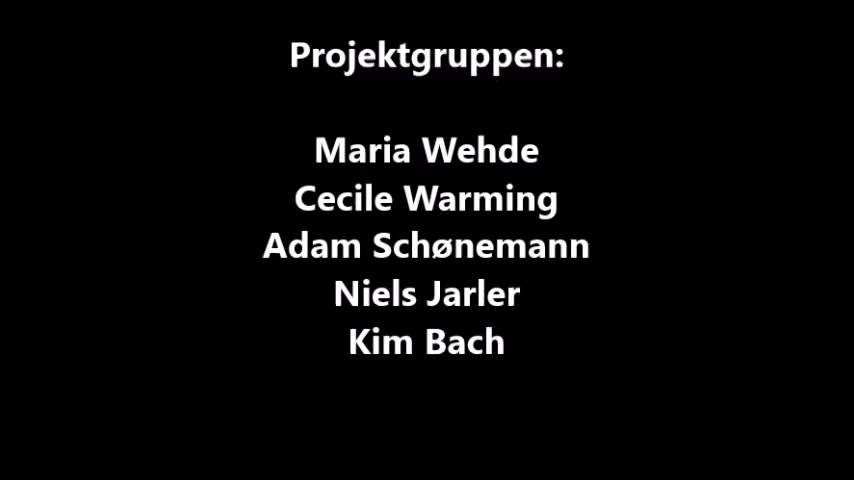 Projektgruppen:
Maria Wehde
Cecile Warming
Adam Schønemann
Niels Jarler
Kim Bach